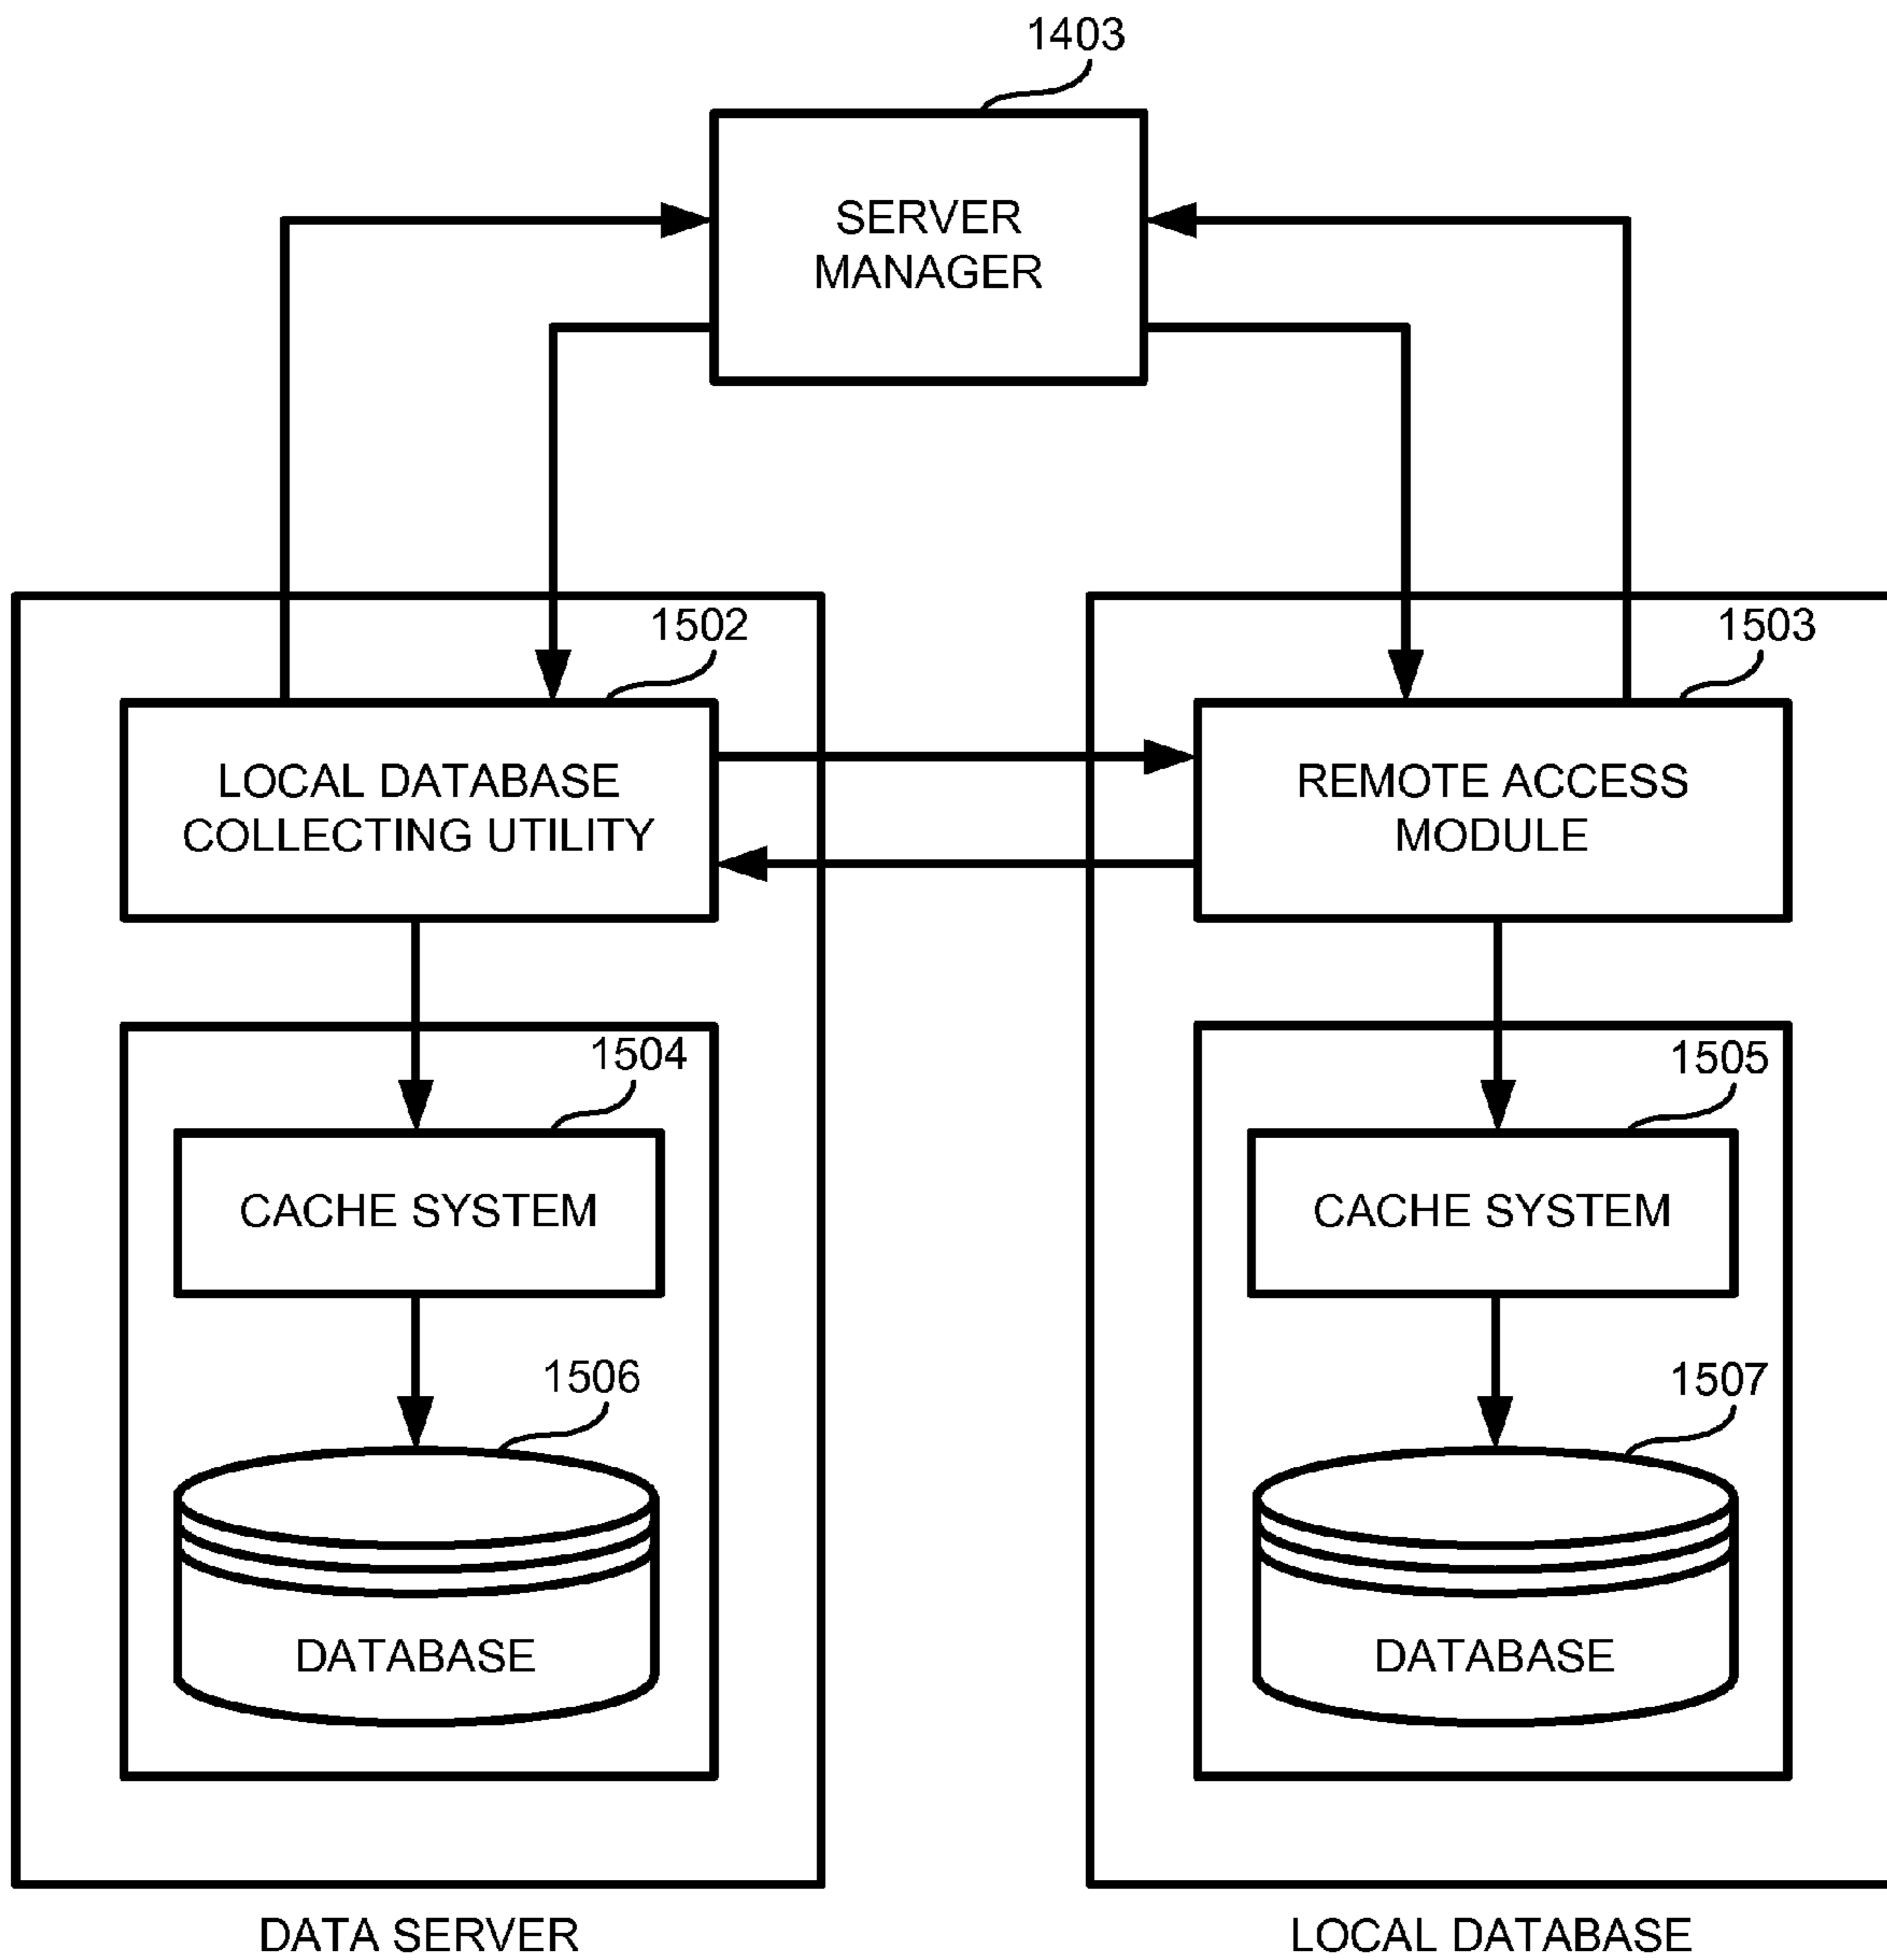 1403
SERVER
MANAGER
1502
1503
LOCAL DATABASE
COLLECTING UTILITY
REMOTE ACCESS
MODULE
1504
1505
CACHE SYSTEM
CACHE SYSTEM
1506
1507
DATABASE
DATABASE
DATA SERVER
LOCAL DATABASE